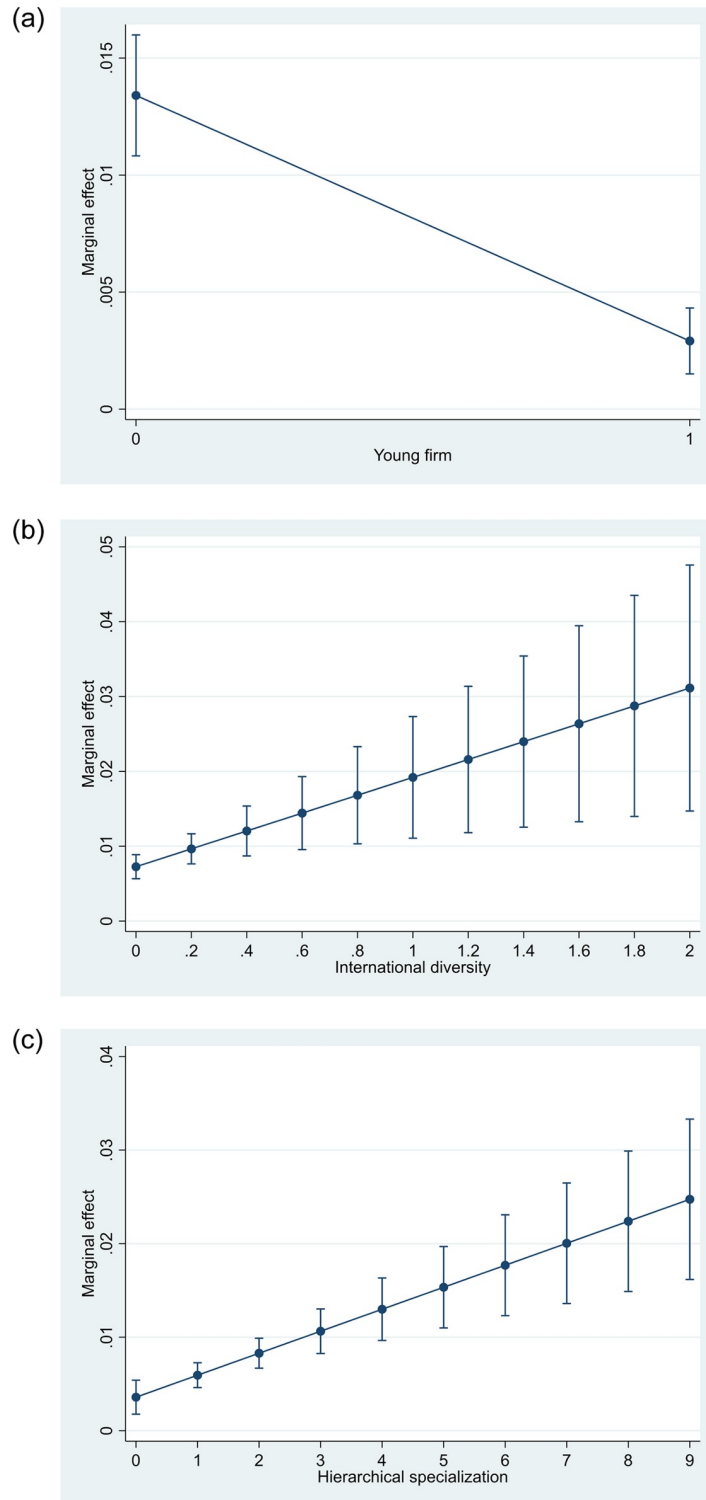 (a)
Marginal effect
.015
.01
.005
0
0 1
Young firm
(b)
Marginal effect
.05
.04
.03
.02
.01
0
0 .2 .4 .6 .8 1 1.2 1.4 1.6 1.8 2
International diversity
(c)
Marginal effect
.04
.03
.02
.01
0
0 1 2 3 4 5 6 7 8 9
Hierarchical specialization